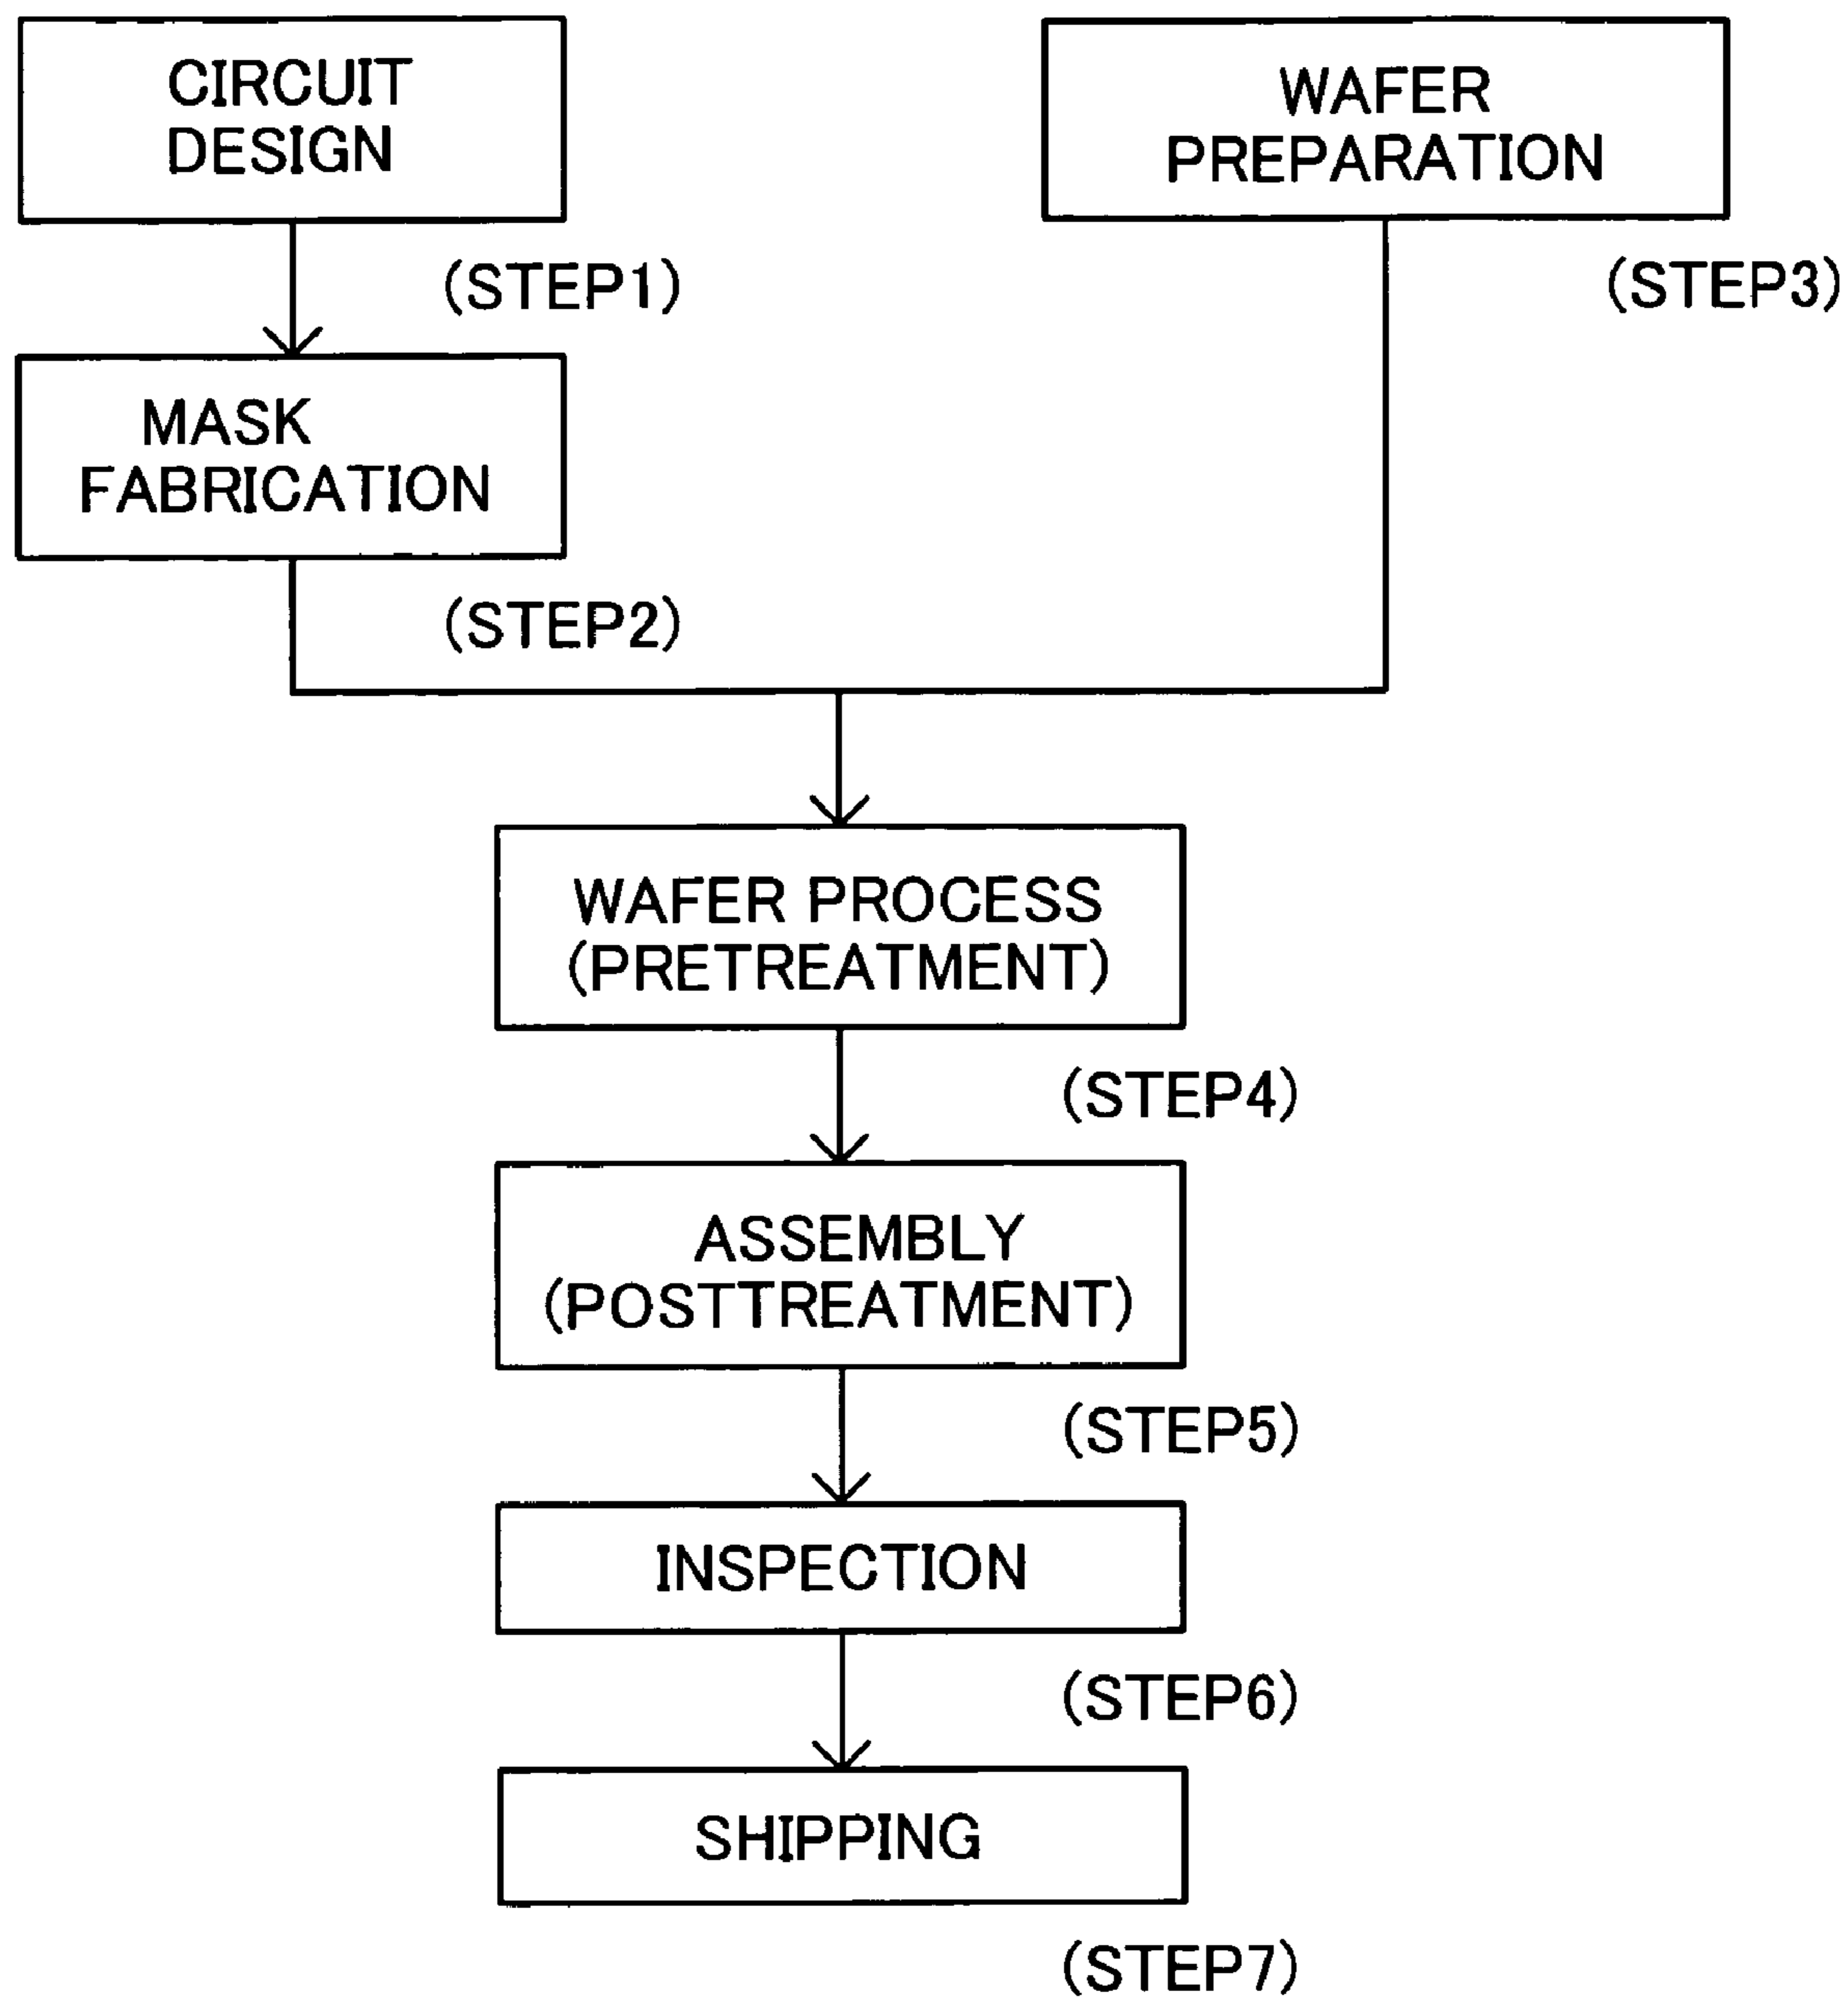 CIRCUIT
DESIGN
(STEP1)
MASK
FABRICATION
(STEP2)
WAFER
PREPARATION
(STEP3)
WAFER PROCESS
(PRETREATMENT)
(STEP4)
ASSEMBLY
(POSTTREATMENT)
(STEP5)
INSPECTION
(STEP6)
SHIPPING
(STEP7)